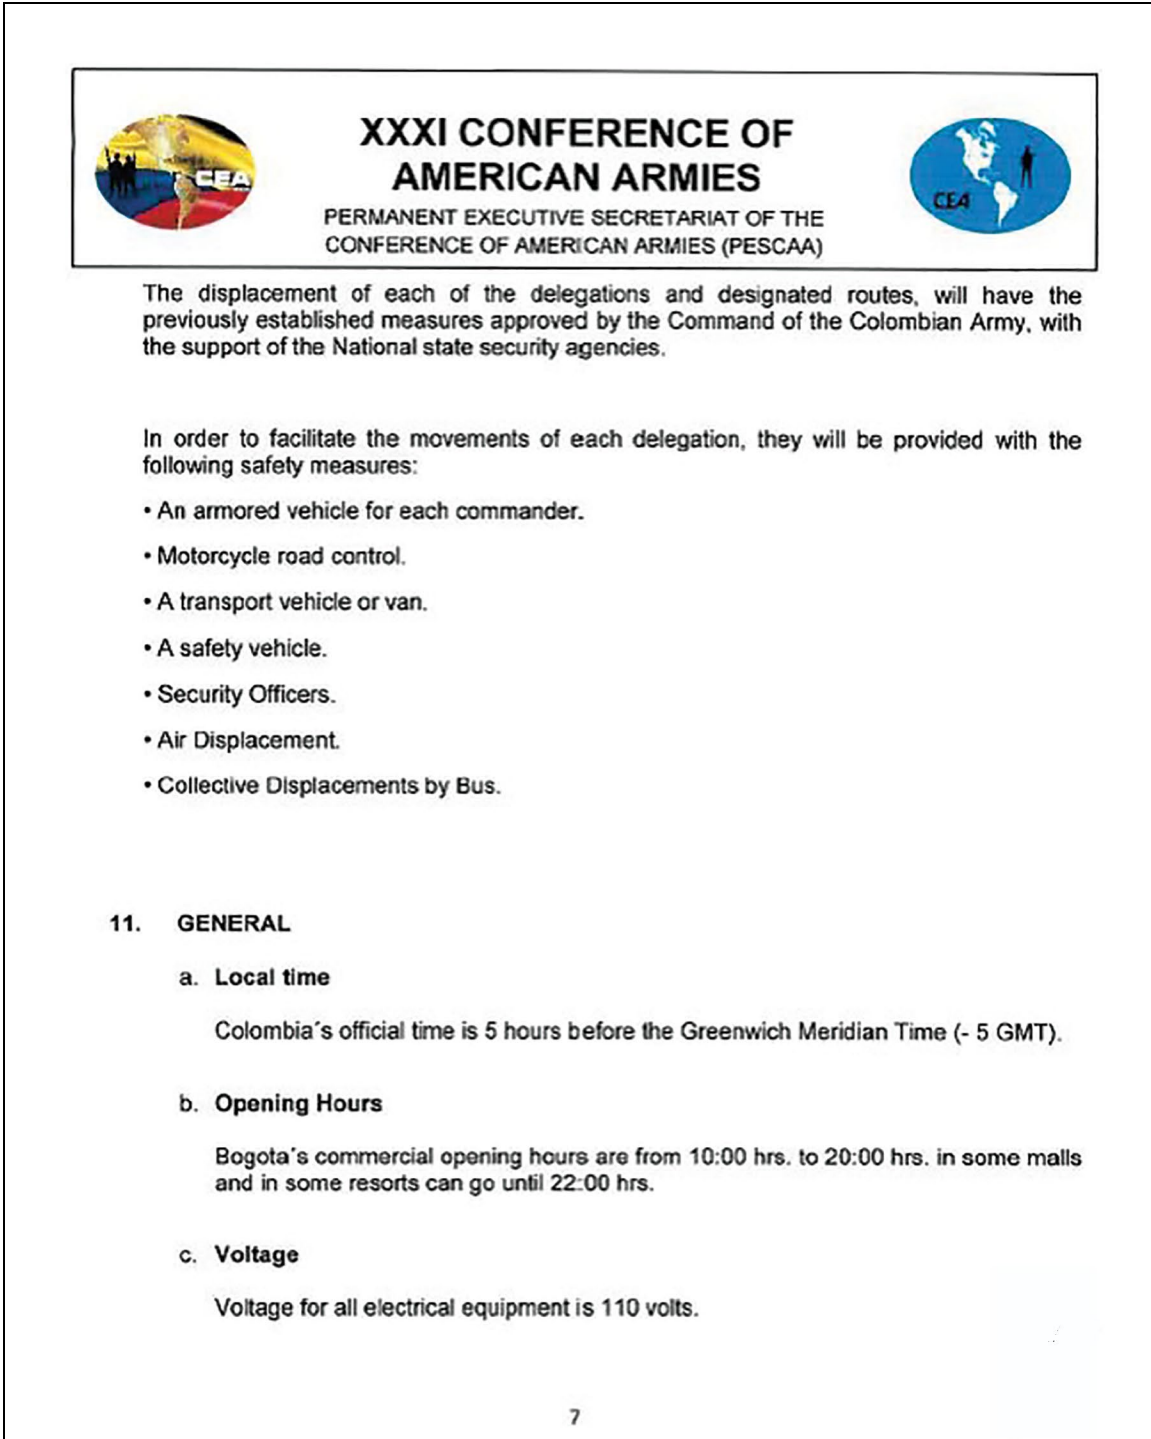 XXXI CONFERENCE OF
AMERICAN ARMIES
PERMANENT EXECUTIVE SECRETARIAT OF THE
CONFERENCE OF AMERICAN ARMIES (PESCAA)
CEA
CEA
The displacement of each of the delegations and designated routes, will have the
previously established measures approved by the Command of the Colombian Army, with
the support of the National state security agencies.
In order to facilitate the movements of each delegation, they will be provided with the
following safety measures:
• An armored vehicle for each commander.
• Motorcycle road control.
• A transport vehicle or van.
• A safety vehicle.
• Security Officers.
• Air Displacement.
• Collective Displacements by Bus.
11. GENERAL
a. Local time
Colombia´s official time is 5 hours before the Greenwich Meridian Time (- 5 GMT).
b. Opening Hours
Bogota´s commercial opening hours are from 10:00 hrs. to 20:00 hrs. in some malls
and in some resorts can go until 22:00 hrs.
c. Voltage
Voltage for all electrical equipment is 110 volts.
7